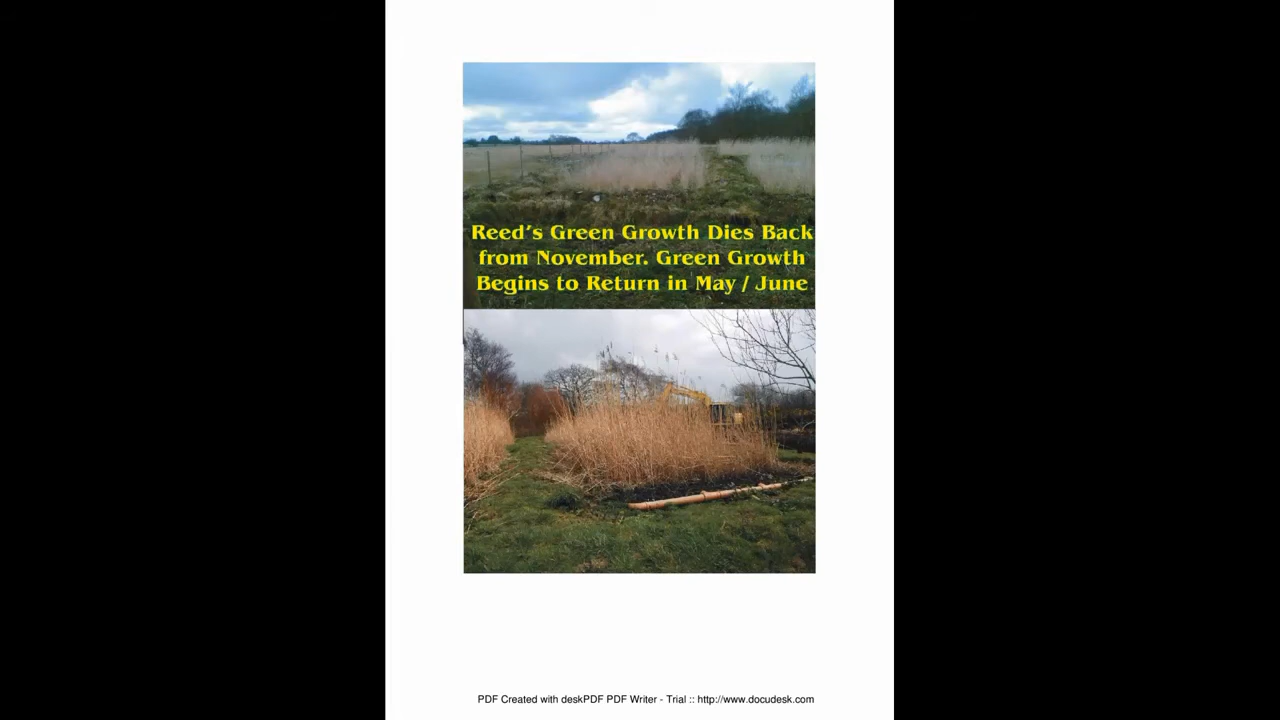 Reed's Green Growth Dies Back
from November. Green Growth
Begins to Return in May / June
PDF Created with deskPDF PDF Writer - Trial :: http://www.docudesk.com